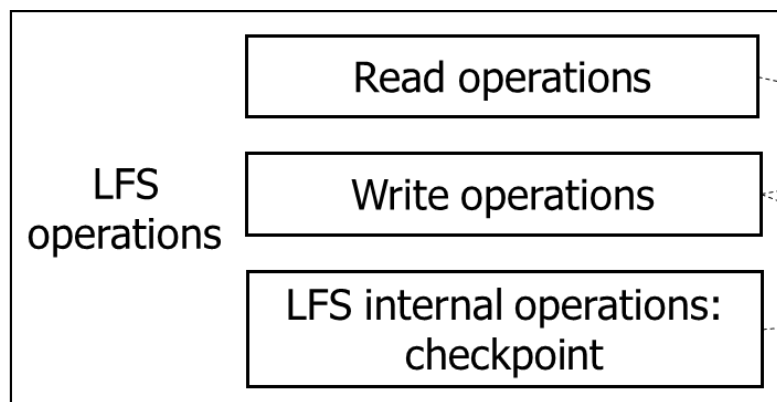 LFS
operations
Read operations
Write operations
LFS internal operations:
checkpoint